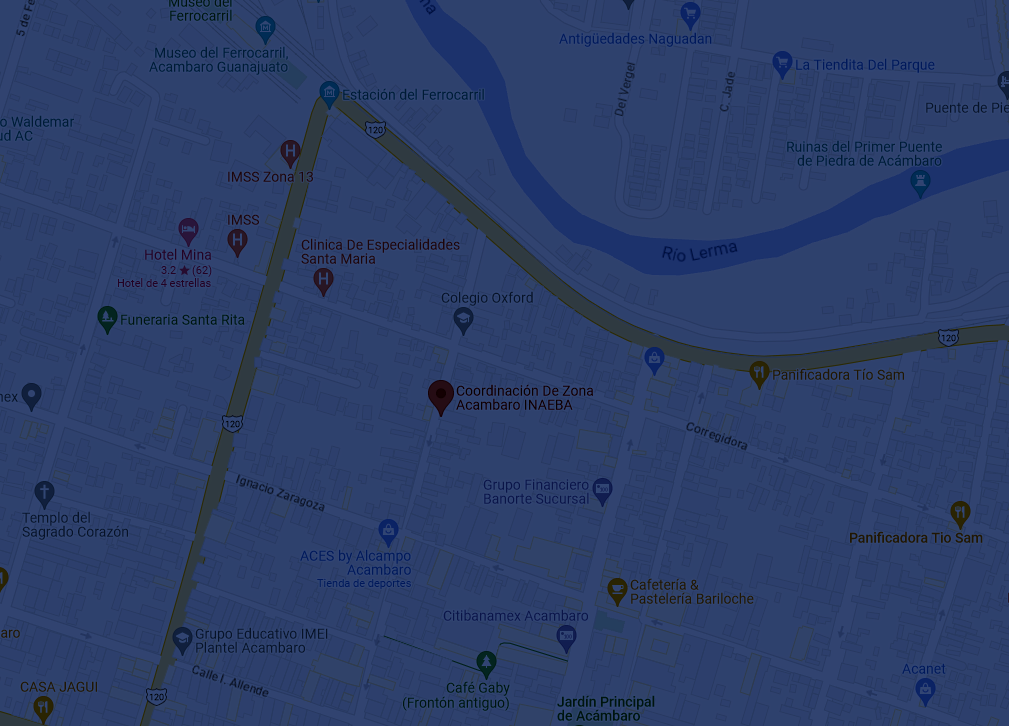 5 de Fe
Museo del
Ferrocarril
Museo del Ferrocarril,
Acambaro Guanajuato
Estación del Ferrocarril
120
Antigüedades Naguadan
La Tiendita Del Parque
Del Vergel
C. Jade
Puente de Pie
o Waldemar
ud AC
Ruinas del Primer Puente
de Piedra de Acámbaro
IMSS Zona 13
IMSS
Hotel Mina
3.2 ★ (62)
Hotel de 4 estrellas
Clinica De Especialidades
Santa Maria
Río Lerma
Colegio Oxford
Funeraria Santa Rita
120
Panificadora Tío Sam
Coordinación De Zona
Acambaro INAEBA
nex
120
Corregidora
Ignacio Zaragoza
Grupo Financiero
Banorte Sucursal
Templo del
Sagrado Corazón
Panificadora Tio Sam
ACES by Alcampo
Acambaro
Tienda de deportes
Cafetería &
Pastelería Bariloche
Citibanamex Acambaro
aro
Grupo Educativo IMEI
Plantel Acambaro
Calle I. Allende
Café Gaby
(Frontón antiguo)
Acanet
CASA JAGUI
120
Jardín Principal
de Acámbaro